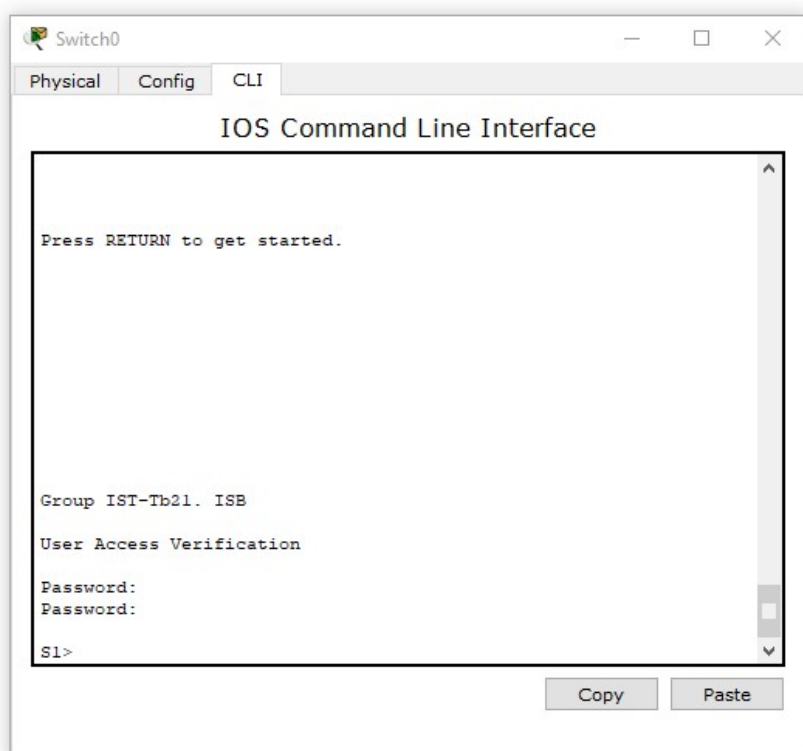 Switch0
Physical Config CLI
IOS Command Line Interface
Press RETURN to get started.
Group IST-Tb21. ISB
User Access Verification
Password:
Password:
S1>
Copy Paste